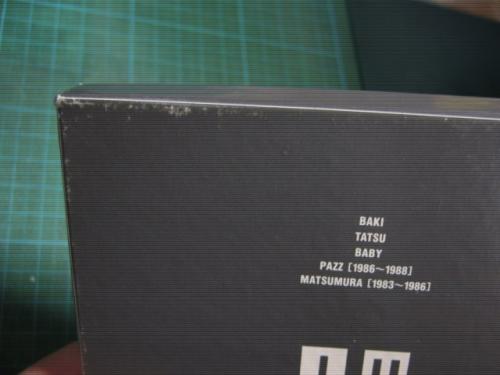 BAKI
TATSU
BABY
PAZZ [1986~1988]
MATSUMURA [1983~1986]